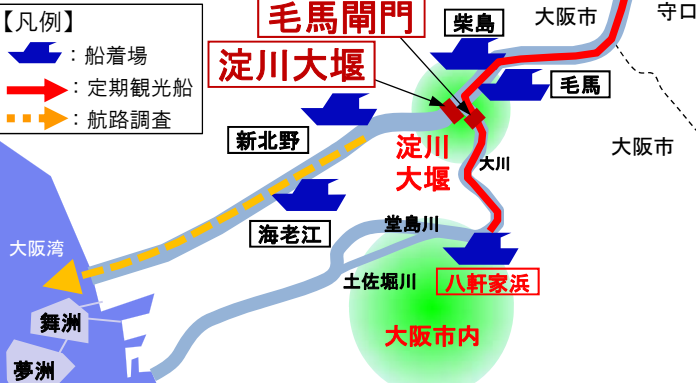 【凡例】
：船着場
：定期観光船
：航路調査
毛馬閘門
淀川大堰
柴島
大阪市
守口
毛馬
新北野
淀川
大堰
大川
大阪市
海老江
堂島川
大阪湾
土佐堀川
八軒家浜
舞洲
大阪市内
夢洲